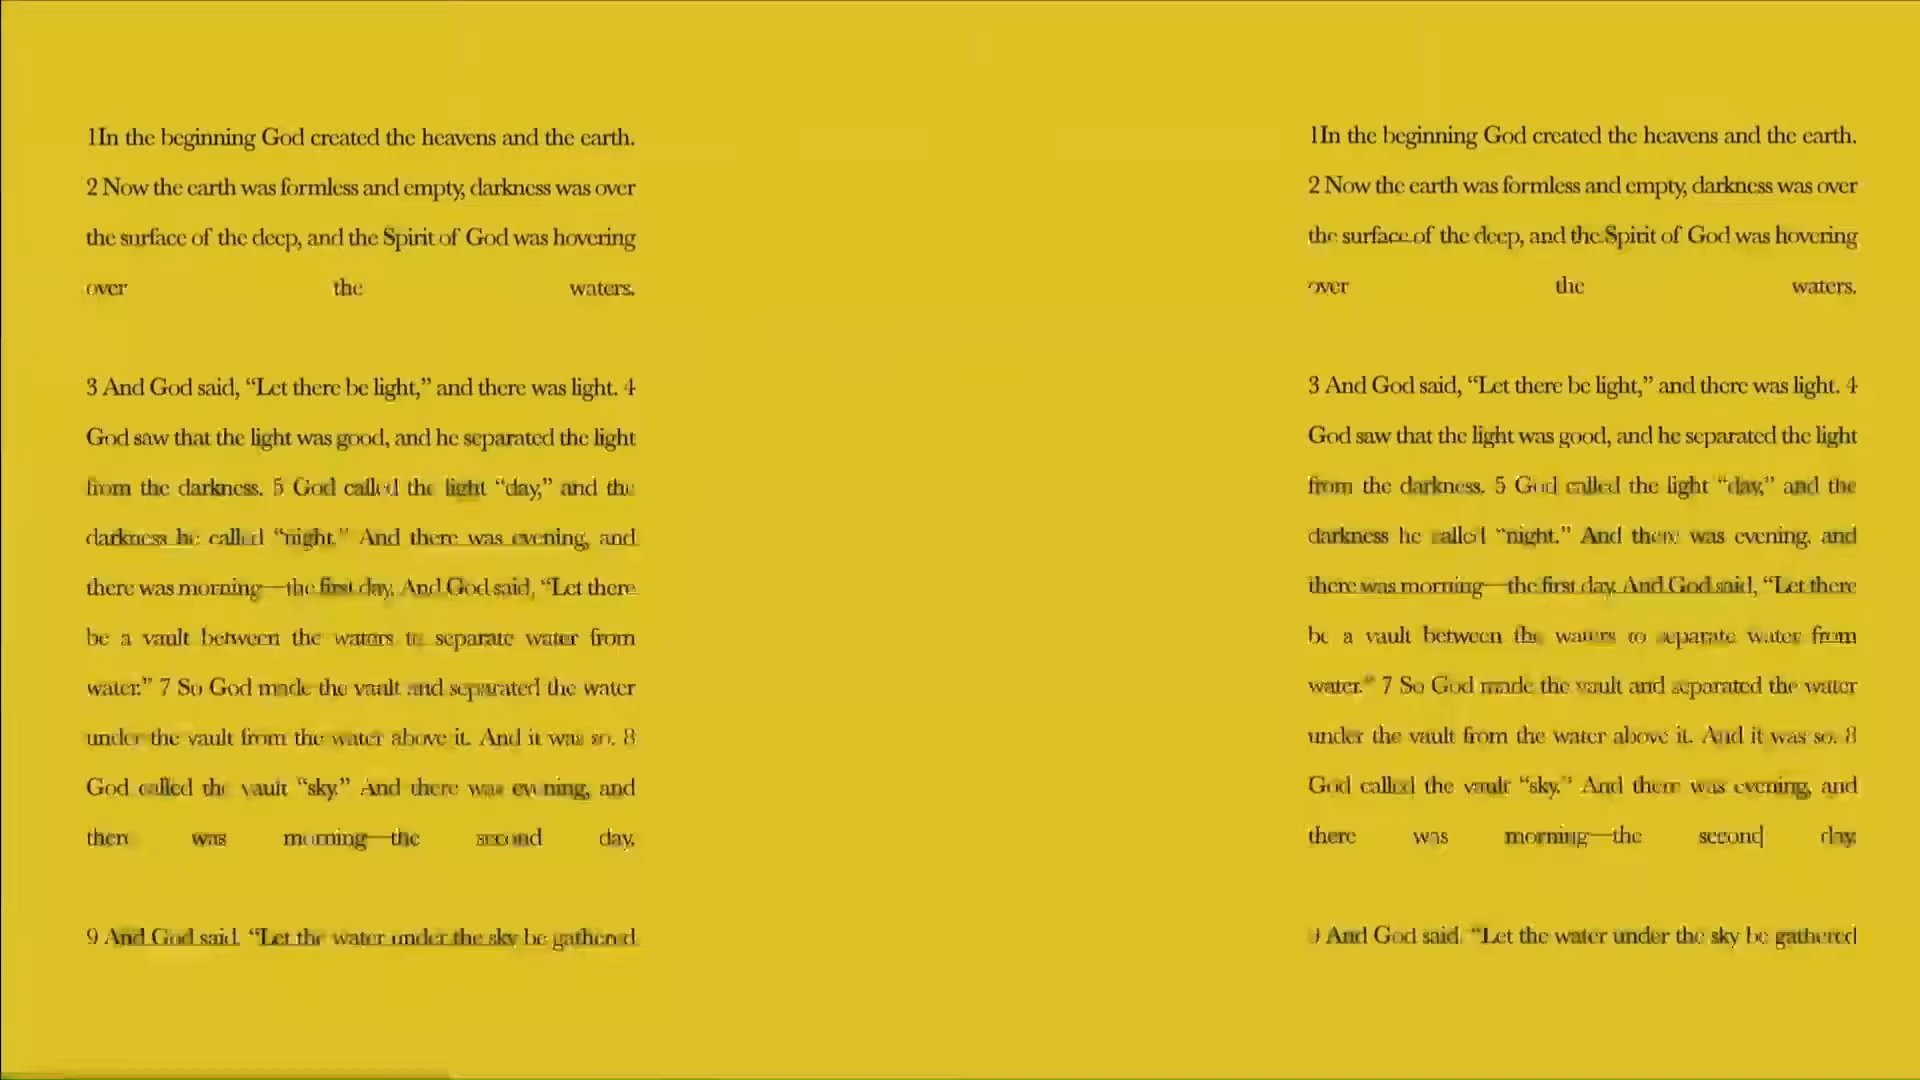 1In the beginning God created the heavens and the earth.
2 Now the earth was formless and empty, darkness was over
the surface of the deep, and the Spirit of God was hovering
over the waters.
3 And God said, “Let there be light,” and there was light. 4
God saw that the light was good, and he separated the light
from the darkness. 5 God called the light “day,” and the
darkness he called “night.” And there was evening, and
there was morning—the first day. And God said, “Let there
be a vault between the waters to separate water from
water.” 7 So God made the vault and separated the water
under the vault from the water above it. And it was so. 8
God called the vault “sky.” And there was evening, and
there was morning—the second day.
9 And God said, “Let the water under the sky be gathered
1In the beginning God created the heavens and the earth.
2 Now the earth was formless and empty, darkness was over
the surface of the deep, and the Spirit of God was hovering
over the waters.
3 And God said, “Let there be light,” and there was light. 4
God saw that the light was good, and he separated the light
from the darkness. 5 God called the light “day,” and the
darkness he called “night.” And there was evening, and
there was morning—the first day. And God said, “Let there
be a vault between the waters to separate water from
water.” 7 So God made the vault and separated the water
under the vault from the water above it. And it was so. 8
God called the vault “sky.” And there was evening, and
there was morning—the second day.
9 And God said, “Let the water under the sky be gathered